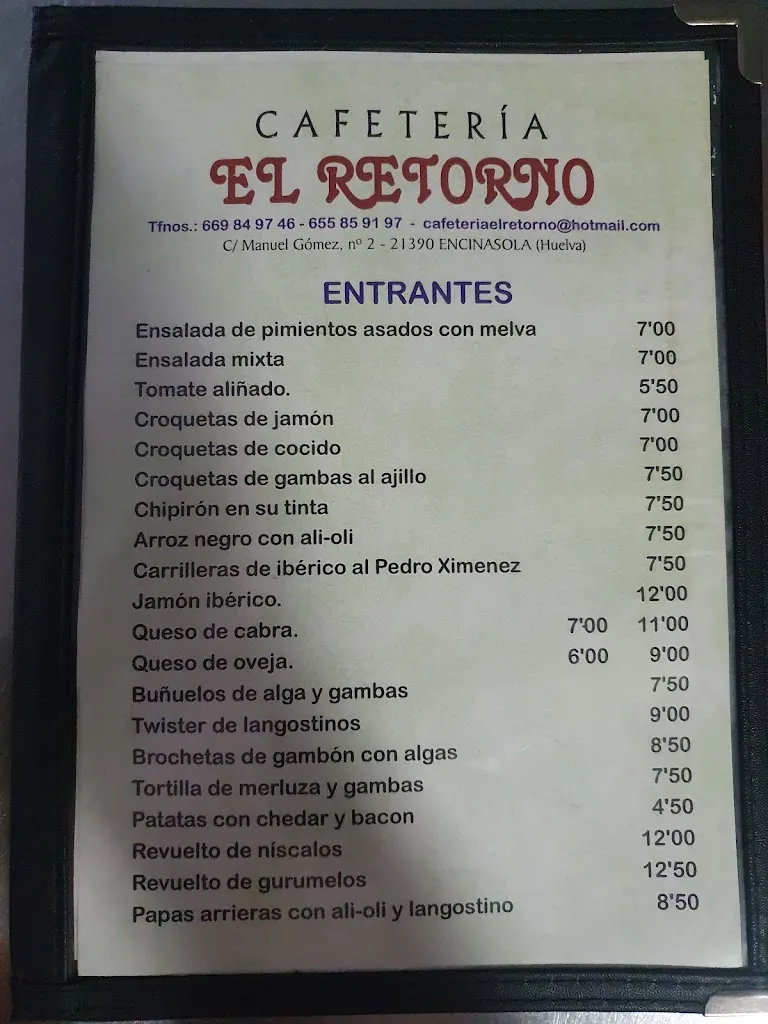 CAFETERÍA
EL RETORNO
Tfnos.: 669 84 97 46 - 655 85 91 97 - cafeteriaelretorno@hotmail.com
C/ Manuel Gómez, nº 2 - 21390 ENCINASOLA (Huelva)
ENTRANTES
Ensalada de pimientos asados con melva 7'00
Ensalada mixta 7'00
Tomate aliñado. 5'50
Croquetas de jamón 7'00
Croquetas de cocido 7'00
Croquetas de gambas al ajillo 7'50
Chipirón en su tinta 7'50
Arroz negro con ali-oli 7'50
Carrilleras de ibérico al Pedro Ximenez 7'50
Jamón ibérico. 12'00
Queso de cabra. 7'00 11'00
Queso de oveja. 6'00 9'00
Buñuelos de alga y gambas 7'50
Twister de langostinos 9'00
Brochetas de gambón con algas 8'50
Tortilla de merluza y gambas 7'50
Patatas con chedar y bacon 4'50
Revuelto de níscalos 12'00
Revuelto de gurumelos 12'50
Papas arrieras con ali-oli y langostino 8'50